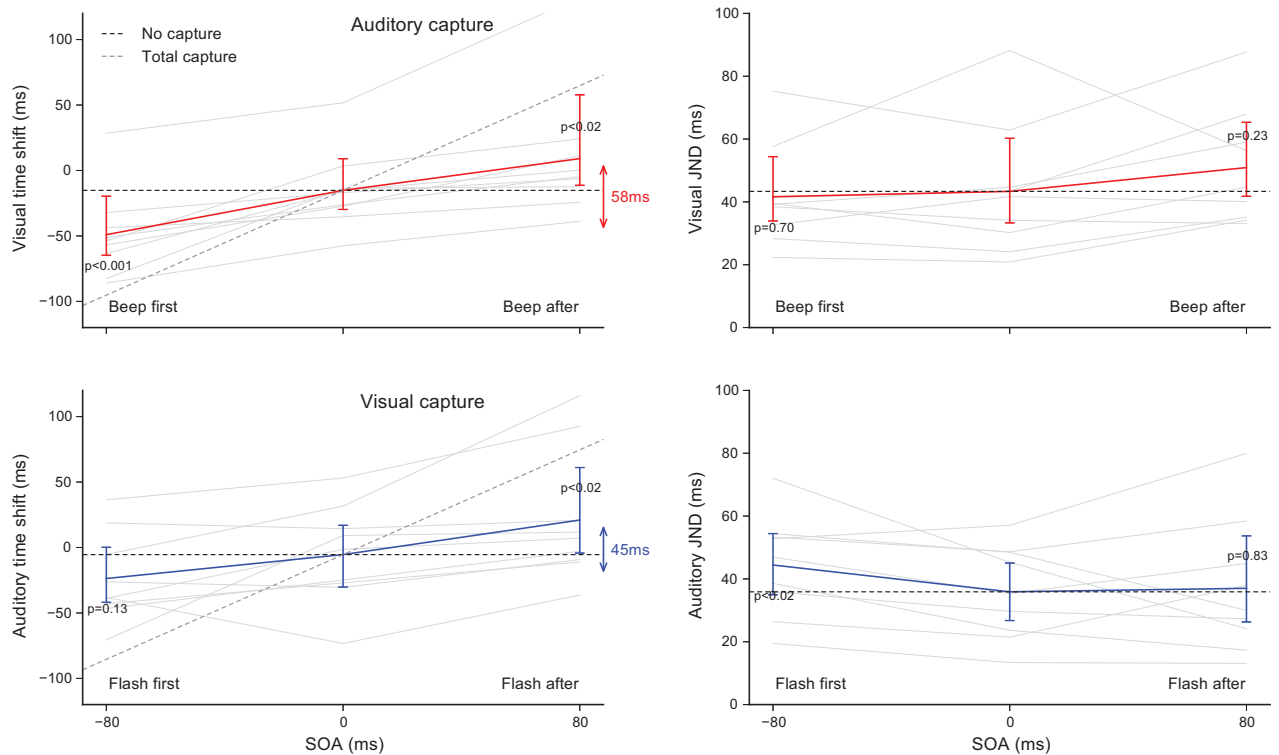 Auditory capture
No capture
Total capture
Visual time shift (ms)
100
50
0
−50
−100
p<0.001
p<0.02
58ms
Beep first
Beep after
Visual JND (ms)
100
80
60
40
20
0
p=0.70
p=0.23
Beep first
Beep after
Visual capture
Auditory time shift (ms)
100
50
0
−50
−100
p=0.13
p<0.02
45ms
Flash first
Flash after
−80
0
80
SOA (ms)
Auditory JND (ms)
100
80
60
40
20
0
p<0.02
p=0.83
Flash first
Flash after
−80
0
80
SOA (ms)